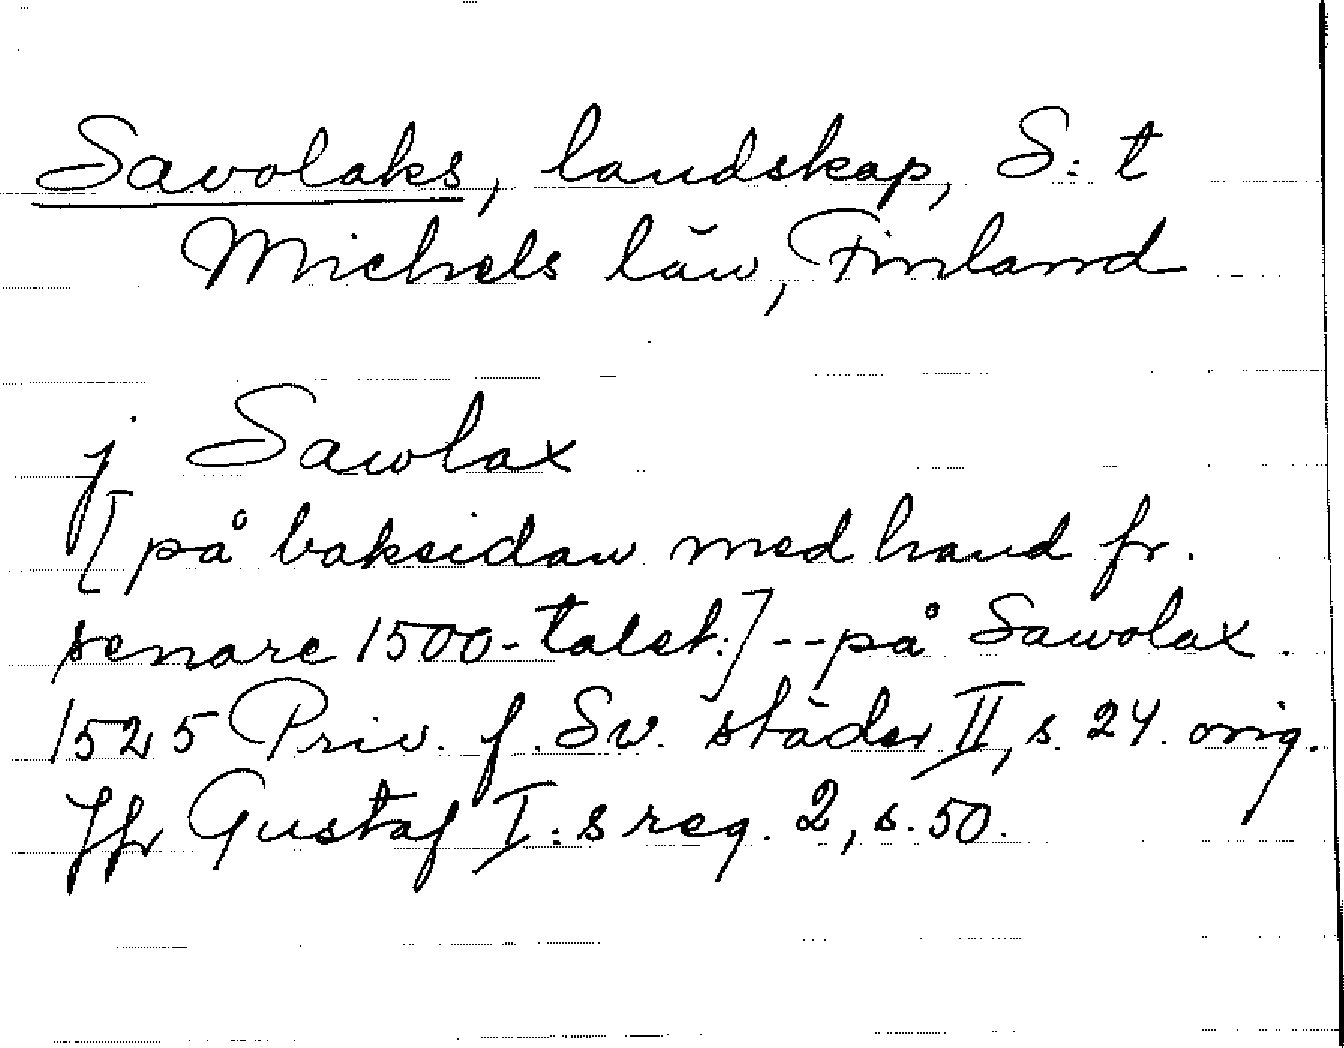 Savolaks, landskap, S:t
Michels län, Finland
j Sawlax
[på baksidan med hand fr.
senare 1500-talet:] -- på Sawolax.
1525 Priv. f. Sv. städer II, s. 24. orig.
Jfr Gustaf I:s reg. 2, s. 50.